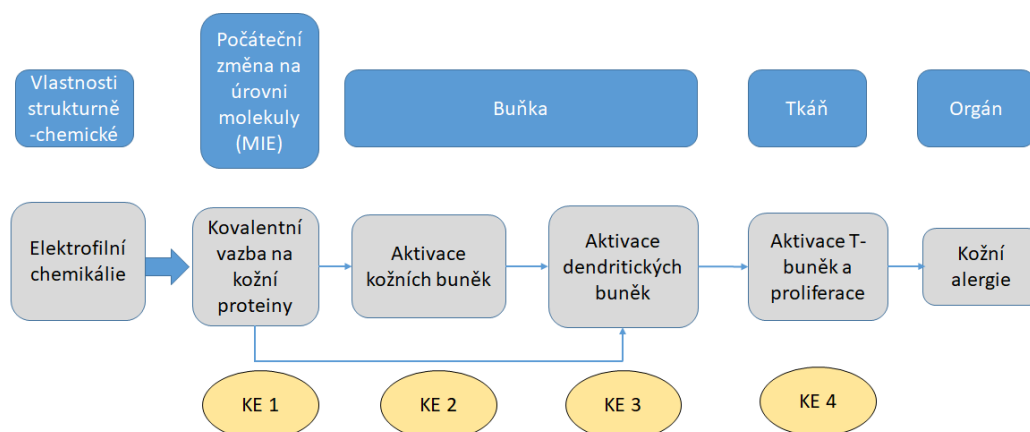 Vlastnosti
strukturně
-chemické
Počáteční
změna na
úrovni
molekuly
(MIE)
Buňka
Tkáň
Orgán
Elektrofilní
chemikálie
Kovalentní
vazba na
kožní
proteiny
Aktivace
kožních buněk
Aktivace
dendritických
buněk
Aktivace T-
buněk a
proliferace
Kožní
alergie
KE 1
KE 2
KE 3
KE 4